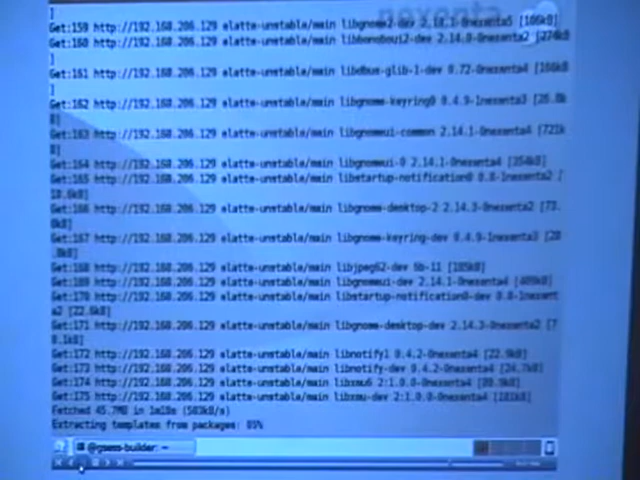 nexenta
]
Get:159 http://192.168.206.129 elatte-unstable/main libgnome2-dev 2.14.1-0nexenta5 [106kB]
Get:160 http://192.168.206.129 elatte-unstable/main libbonoboui2-dev 2.14.0-0nexenta2 [274kB
]
Get:161 http://192.168.206.129 elatte-unstable/main libdbus-glib-1-dev 0.72-0nexenta4 [166kB
]
Get:162 http://192.168.206.129 elatte-unstable/main libgnome-keyring0 0.4.9-1nexenta3
Get:163 http://192.168.206.129 elatte-unstable/main libgnomeui-common 2.14.1-0nexenta4 [721k
B]
Get:164 http://192.168.206.129 elatte-unstable/main libgnomeui-0 2.14.1-0nexenta4 [354kB]
Get:165 http://192.168.206.129 elatte-unstable/main libstartup-notification0 0.8-1nexenta2 [
Get:166 http://192.168.206.129 elatte-unstable/main libgnome-desktop-2 2.14.3-0nexenta2 [73.
Get:167 http://192.168.206.129 elatte-unstable/main libgnome-keyring-dev 0.4.9-1nexenta3 [20
Get:168 http://192.168.206.129 elatte-unstable/main libjpeg62-dev 6b-11 [185kB]
Get:169 http://192.168.206.129 elatte-unstable/main libgnomeui-dev 2.14.1-0nexenta4 [409kB]
Get:170 http://192.168.206.129 elatte-unstable/main libstartup-notification0-dev 0.8-1nexent
a2 [22.6kB]
Get:171 http://192.168.206.129 elatte-unstable/main libgnome-desktop-dev 2.14.3-0nexenta2 [7
0.1kB]
Get:172 http://192.168.206.129 elatte-unstable/main libnotify1 0.4.2-0nexenta4 [22.9kB]
Get:173 http://192.168.206.129 elatte-unstable/main libnotify-dev 0.4.2-0nexenta4 [24.7kB]
Get:174 http://192.168.206.129 elatte-unstable/main libxmu6 2:1.0.0-0nexenta4
Get:175 http://192.168.206.129 elatte-unstable/main libxmu-dev 2:1.0.0-0nexenta4
Fetched 45.7MB in 1m18s (583kB/s)
Extracting templates from packages: 85%